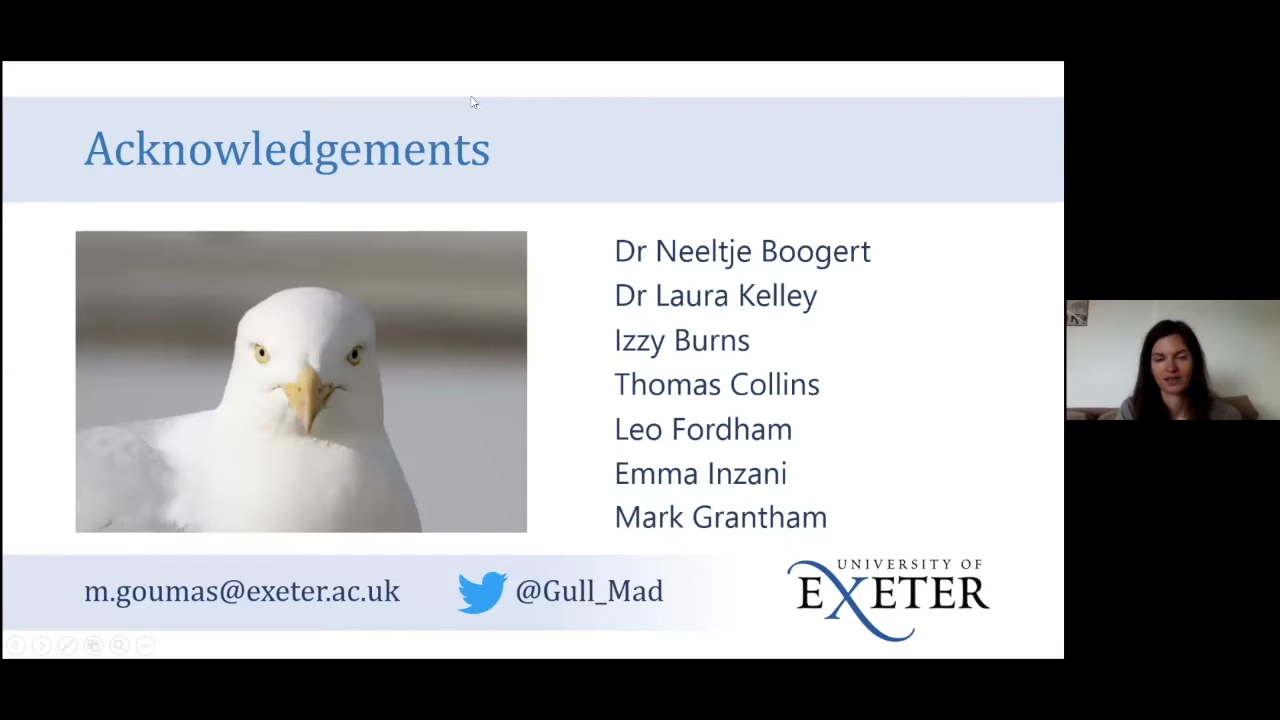 Acknowledgements
Dr Neeltje Boogert
Dr Laura Kelley
Izzy Burns
Thomas Collins
Leo Fordham
Emma Inzani
Mark Grantham
m.goumas@exeter.ac.uk
@Gull_Mad
UNIVERSITY OF
EXETER